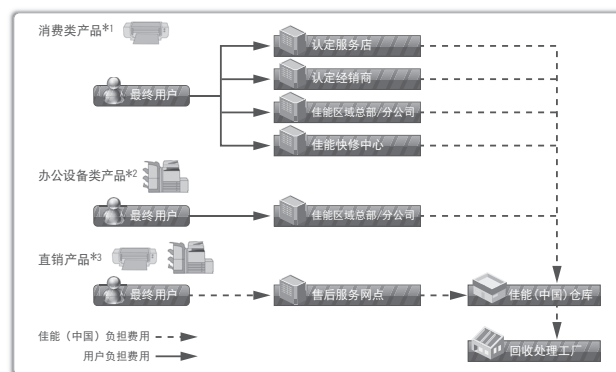 消费类产品*1
最终用户
认定服务店
认定经销商
佳能区域总部/分公司
佳能快修中心
办公设备类产品*2
最终用户
佳能区域总部/分公司
直销产品*3
最终用户
售后服务网点
佳能(中国)仓库
佳能（中国）负担费用
用户负担费用
回收处理工厂